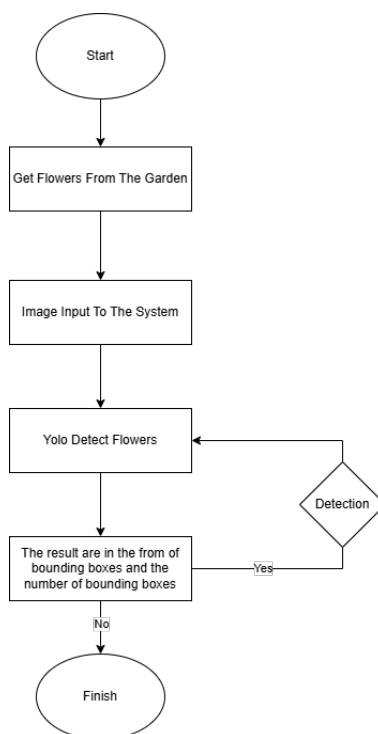 Start
Get Flowers From The Garden
Image Input To The System
Yolo Detect Flowers
Detection
The result are in the from of
bounding boxes and the
number of bounding boxes
Yes
No
Finish